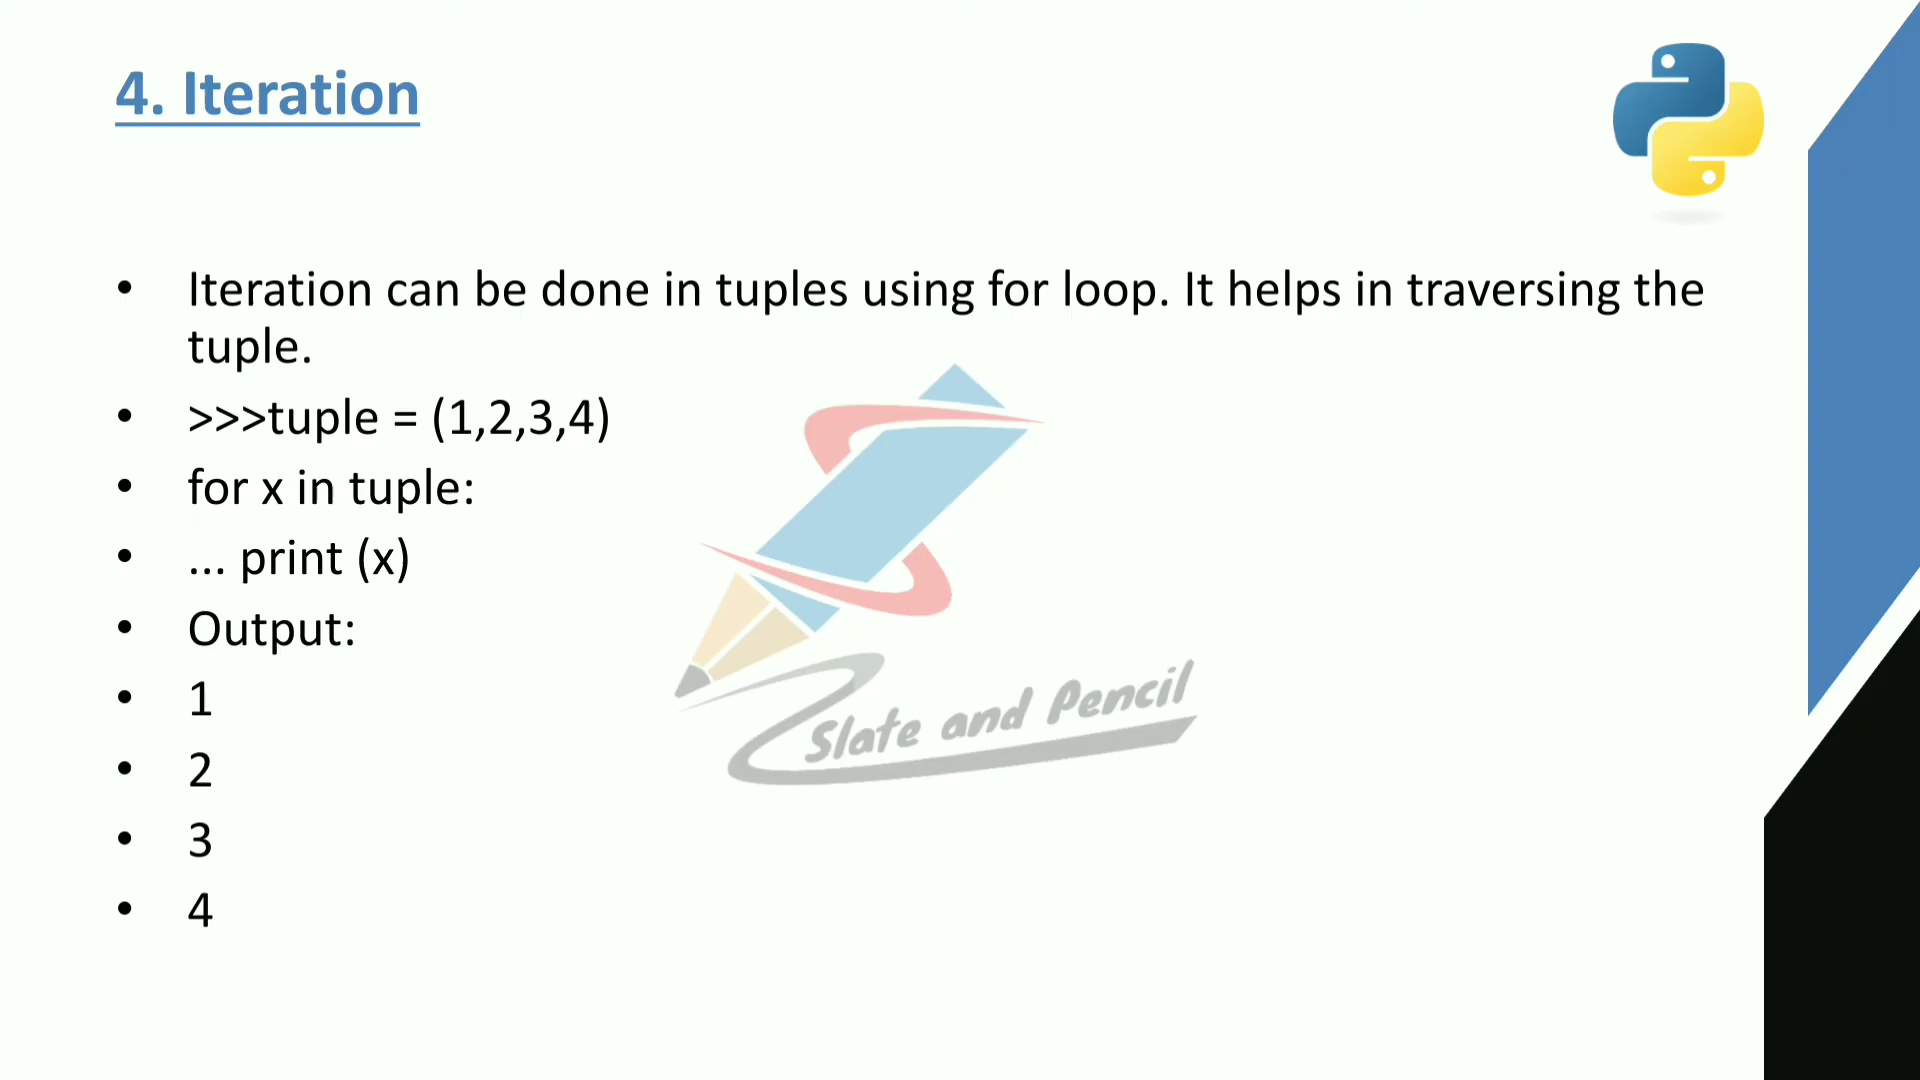 4. Iteration
• Iteration can be done in tuples using for loop. It helps in traversing the
tuple.
• >>>tuple = (1,2,3,4)
• for x in tuple:
• ... print (x)
• Output:
• 1
• 2
• 3
• 4
Slate and Pencil